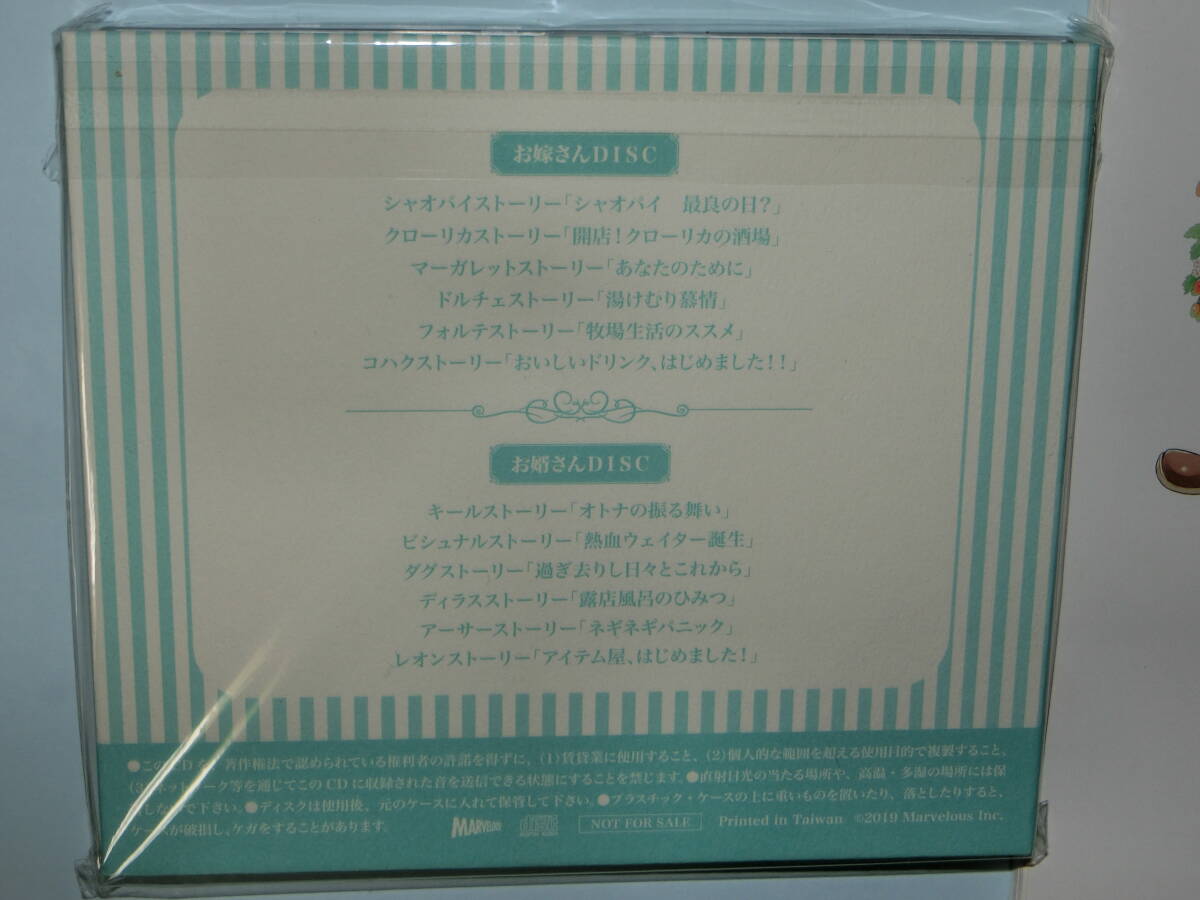 お嫁さんDISC
シャオパイストーリー「シャオパイ　最良の日？」
クローリカストーリー「開店！クローリカの酒場」
マーガレットストーリー「あなたのために」
ドルチェストーリー「湯けむり慕情」
フォルテストーリー「牧場生活のススメ」
コハクストーリー「おいしいドリンク、はじめました！！」
お婿さんDISC
キールストーリー「オトナの振る舞い」
ビシュナルストーリー「熱血ウェイター誕生」
ダグストーリー「過ぎ去りし日々とこれから」
ディラスストーリー「露店風呂のひみつ」
アーサーストーリー「ネギネギパニック」
レオンストーリー「アイテム屋、はじめました！」
●このCDを、著作権法で認められている権利者の許諾を得ずに、(1)賃貸業に使用すること、(2)個人的な範囲を超える使用目的で複製すること、
(3)ネットワーク等を通じてこのCDに収録された音を送信できる状態にすることを禁じます。●直射日光の当たる場所や、高温・多湿の場所には保
しないで下さい。●ディスクは使用後、元のケースに入れて保管して下さい。●プラスチック・ケースの上に重いものを置いたり、落としたりすると、
ケースが破損し、ケガをすることがあります。 MARVELOUS COMPACT disc NOT FOR SALE Printed in Taiwan ©2019 Marvelous Inc.